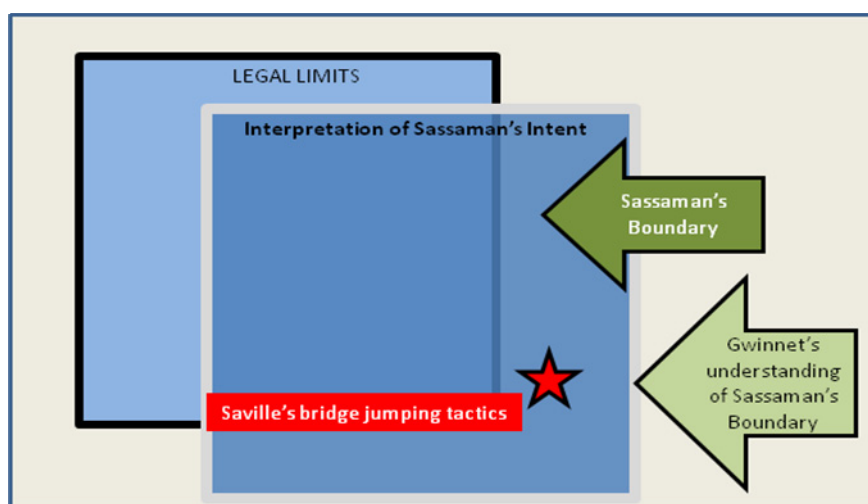 LEGAL LIMITS
Interpretation of Sassaman's Intent
Sassaman's
Boundary
Gwinnet's
understanding
of Sassaman's
Boundary
Saville's bridge jumping tactics